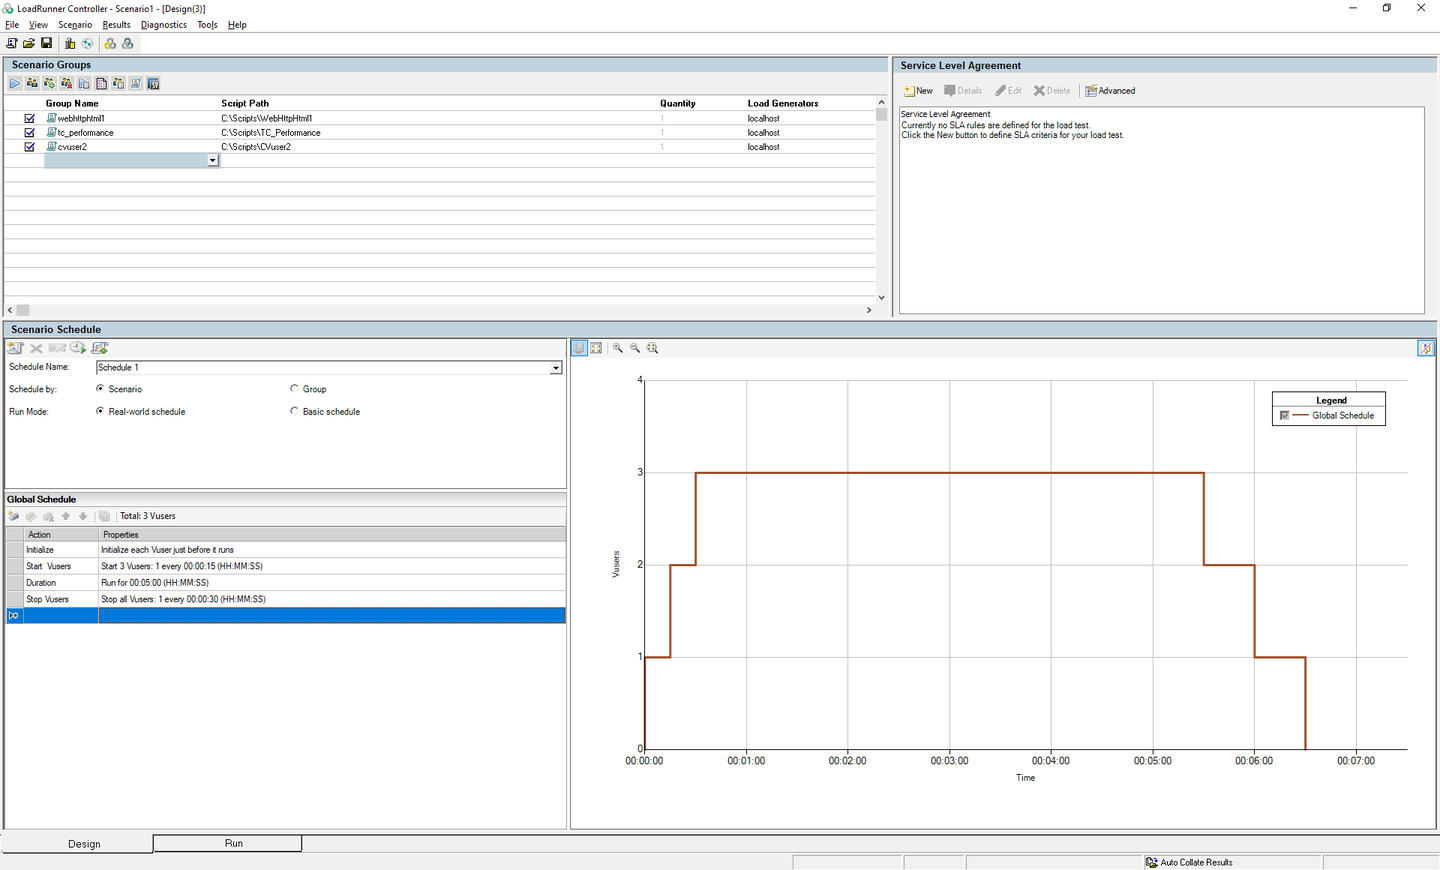 LoadRunner Controller - Scenario1 - [Design(3)]
File View Scenario Results Diagnostics Tools Help
Scenario Groups
Group Name Script Path Quantity Load Generators
webhttphtml1 C:\Scripts\WebHttpHtml1 1 localhost
tc_performance C:\Scripts\TC_Performance 1 localhost
cvuser2 C:\Scripts\CVuser2 1 localhost
Service Level Agreement
New Details Edit Delete Advanced
Service Level Agreement
Currently no SLA rules are defined for the load test.
Click the New button to define SLA criteria for your load test.
Scenario Schedule
Schedule Name: Schedule 1
Schedule by: Scenario Group
Run Mode: Real-world schedule Basic schedule
Global Schedule
Total: 3 Vusers
Action Properties
Initialize Initialize each Vuser just before it runs
Start Vusers Start 3 Vusers: 1 every 00:00:15 (HH:MM:SS)
Duration Run for 00:05:00 (HH:MM:SS)
Stop Vusers Stop all Vusers: 1 every 00:00:30 (HH:MM:SS)
Legend
Global Schedule
4
3
2
1
0
Vusers
00:00:00 00:01:00 00:02:00 00:03:00 00:04:00 00:05:00 00:06:00 00:07:00
Time
Design Run
Auto Collate Results